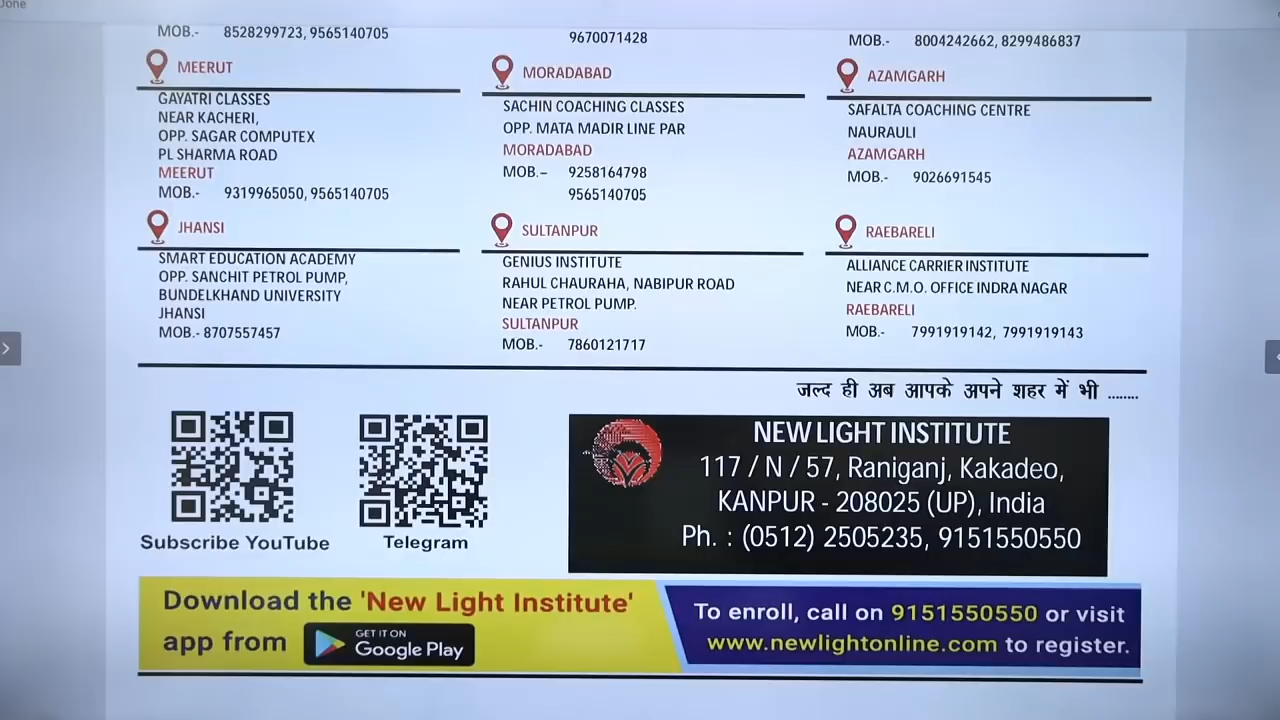 Done
MOB.- 8528299723, 9565140705
9670071428
MOB.- 8004242662, 8299486837
MEERUT
GAYATRI CLASSES
NEAR KACHERI,
OPP. SAGAR COMPUTEX
PL SHARMA ROAD
MEERUT
MOB.- 9319965050, 9565140705
MORADABAD
SACHIN COACHING CLASSES
OPP. MATA MADIR LINE PAR
MORADABAD
MOB.– 9258164798
9565140705
AZAMGARH
SAFALTA COACHING CENTRE
NAURAULI
AZAMGARH
MOB.- 9026691545
JHANSI
SMART EDUCATION ACADEMY
OPP. SANCHIT PETROL PUMP,
BUNDELKHAND UNIVERSITY
JHANSI
MOB.- 8707557457
SULTANPUR
GENIUS INSTITUTE
RAHUL CHAURAHA, NABIPUR ROAD
NEAR PETROL PUMP.
SULTANPUR
MOB.- 7860121717
RAEBARELI
ALLIANCE CARRIER INSTITUTE
NEAR C.M.O. OFFICE INDRA NAGAR
RAEBARELI
MOB.- 7991919142, 7991919143
जल्द ही अब आपके अपने शहर में भी ........
Subscribe YouTube
Telegram
NEW LIGHT INSTITUTE
117 / N / 57, Raniganj, Kakadeo,
KANPUR - 208025 (UP), India
Ph. : (0512) 2505235, 9151550550
Download the 'New Light Institute'
app from GET IT ON Google Play
To enroll, call on 9151550550 or visit
www.newlightonline.com to register.